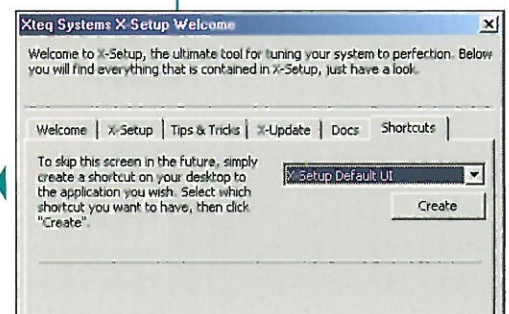 Xteq Systems X-Setup Welcome
Welcome to X-Setup, the ultimate tool for tuning your system to perfection. Below
you will find everything that is contained in X-Setup, just have a look.
Welcome X-Setup Tips & Tricks X-Update Docs Shortcuts
To skip this screen in the future, simply
create a shortcut on your desktop to
the application you wish. Select which
shortcut you want to have, then click
"Create".
X-Setup Default UI
Create